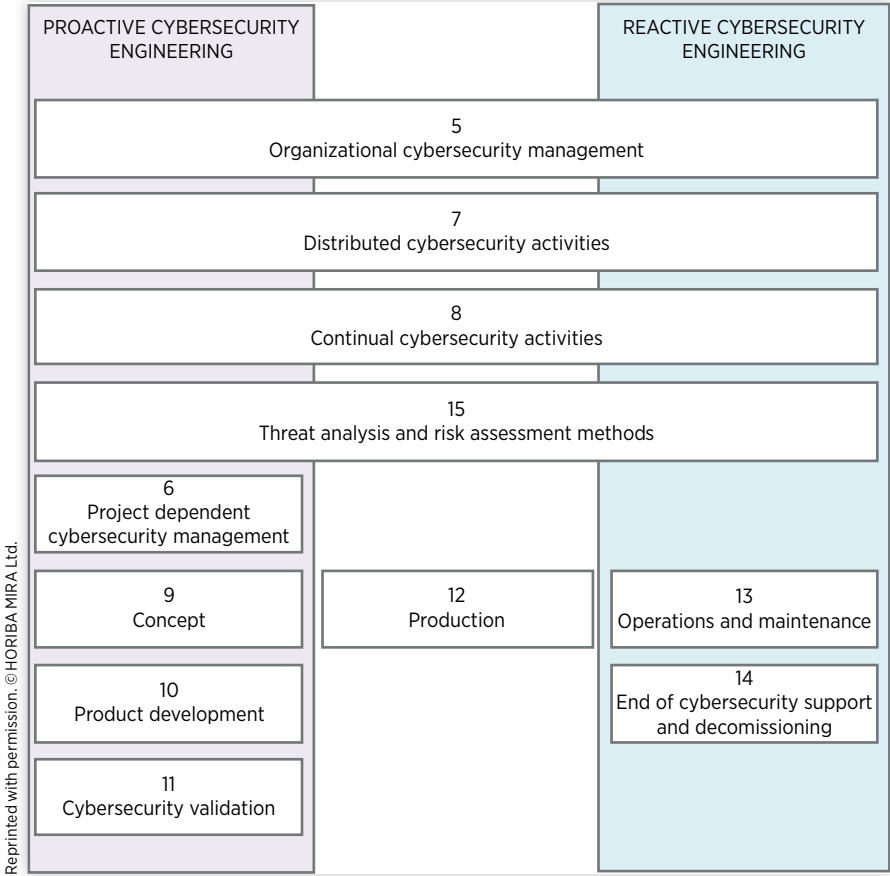 PROACTIVE CYBERSECURITY
ENGINEERING
REACTIVE CYBERSECURITY
ENGINEERING
5
Organizational cybersecurity management
7
Distributed cybersecurity activities
8
Continual cybersecurity activities
15
Threat analysis and risk assessment methods
6
Project dependent
cybersecurity management
9
Concept
12
Production
13
Operations and maintenance
10
Product development
14
End of cybersecurity support
and decomissioning
11
Cybersecurity validation
Reprinted with permission. © HORIBA MIRA Ltd.